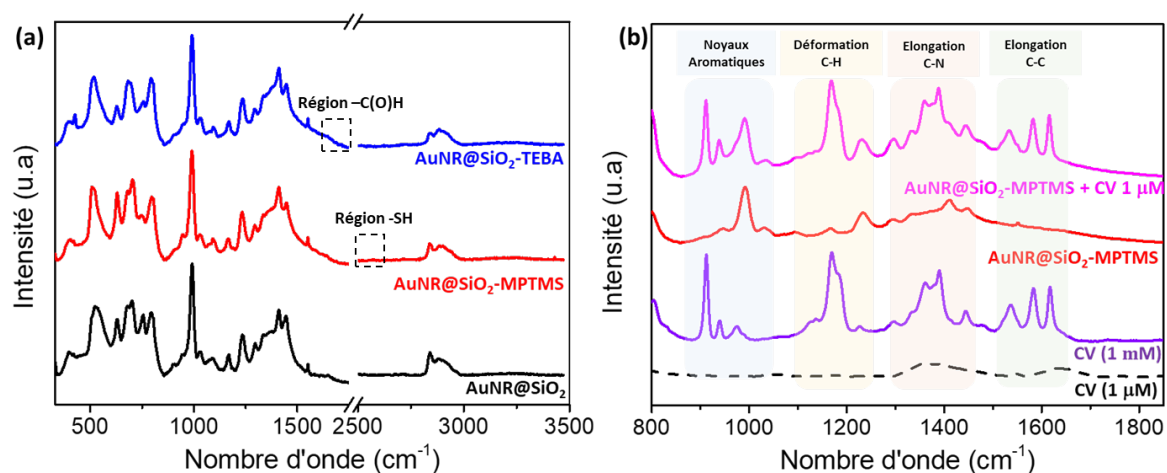 (a)
Intensité (u.a)
Région –C(O)H
AuNR@SiO2-TEBA
Région -SH
AuNR@SiO2-MPTMS
AuNR@SiO2
500 1000 1500 2500 3000 3500
Nombre d'onde (cm-1)
(b)
Intensité (u.a)
Noyaux
Aromatiques
Déformation
C-H
Elongation
C-N
Elongation
C-C
AuNR@SiO2-MPTMS + CV 1 µM
AuNR@SiO2-MPTMS
CV (1 mM)
CV (1 µM)
800 1000 1200 1400 1600 1800
Nombre d'onde (cm-1)